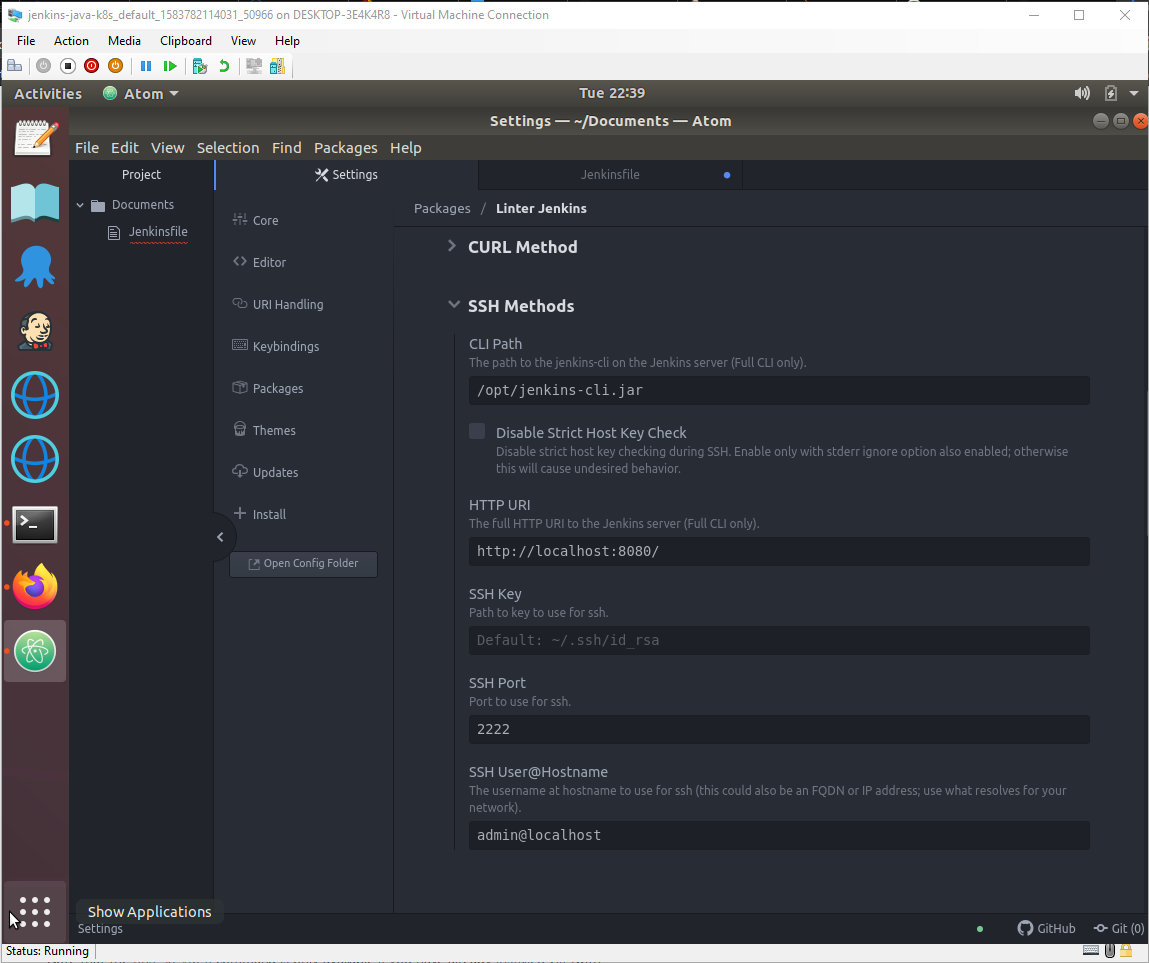 jenkins-java-k8s_default_1583782114031_50966 on DESKTOP-3E4K4R8 - Virtual Machine Connection
File Action Media Clipboard View Help
Activities Atom Tue 22:39
Settings — ~/Documents — Atom
File Edit View Selection Find Packages Help
Project Settings Jenkinsfile
Documents
Jenkinsfile
Core
Editor
URI Handling
Keybindings
Packages
Themes
Updates
Install
Open Config Folder
Packages / Linter Jenkins
CURL Method
SSH Methods
CLI Path
The path to the jenkins-cli on the Jenkins server (Full CLI only).
/opt/jenkins-cli.jar
Disable Strict Host Key Check
Disable strict host key checking during SSH. Enable only with stderr ignore option also enabled; otherwise
this will cause undesired behavior.
HTTP URI
The full HTTP URI to the Jenkins server (Full CLI only).
http://localhost:8080/
SSH Key
Path to key to use for ssh.
Default: ~/.ssh/id_rsa
SSH Port
Port to use for ssh.
2222
SSH User@Hostname
The username at hostname to use for ssh (this could also be an FQDN or IP address; use what resolves for your
network).
admin@localhost
Show Applications
Settings GitHub Git (0)
Status: Running